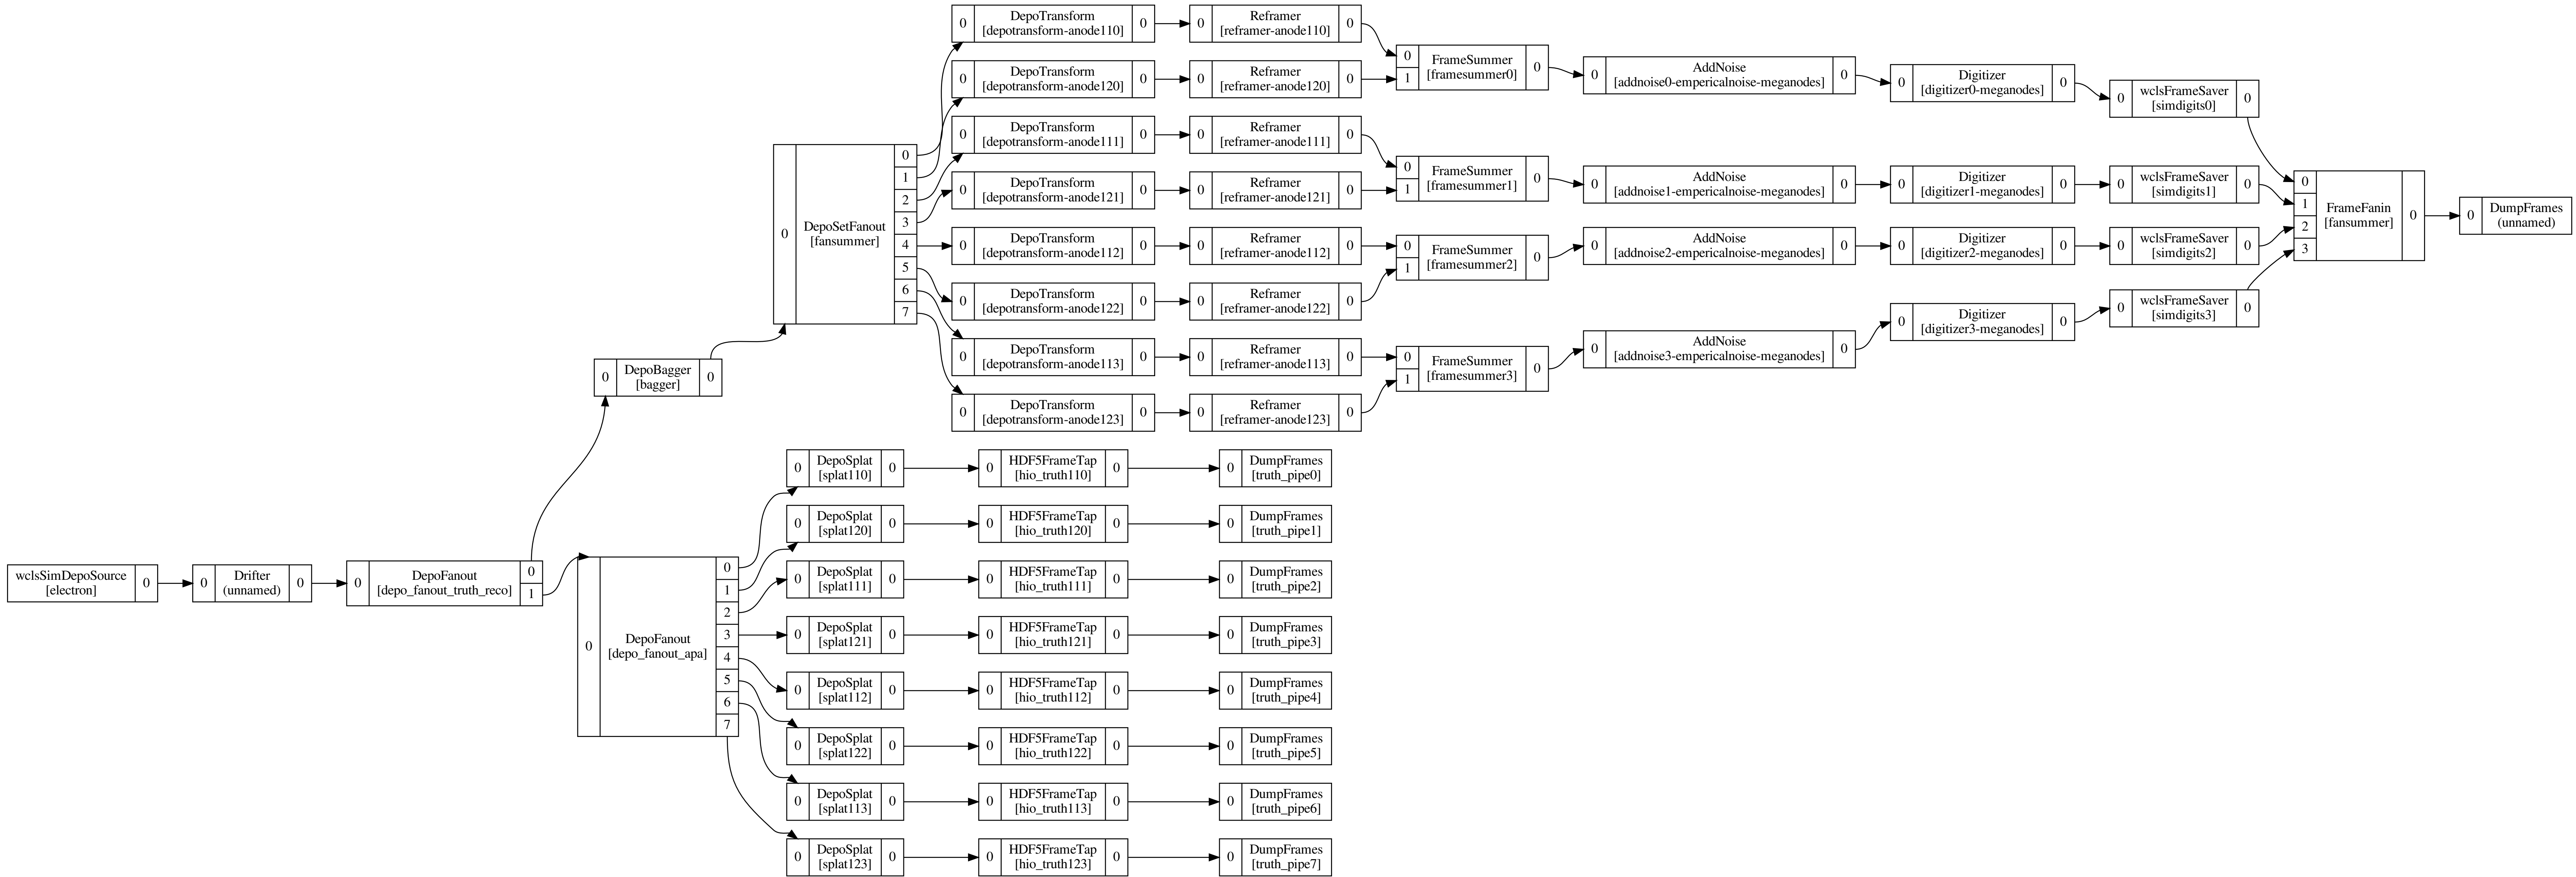 wclsSimDepoSource
[electron]
0
0
Drifter
(unnamed)
0
0
DepoFanout
[depo_fanout_truth_reco]
0
1
0
DepoBagger
[bagger]
0
0
DepoSetFanout
[fansummer]
0
1
2
3
4
5
6
7
0
DepoTransform
[depotransform-anode110]
0
0
Reframer
[reframer-anode110]
0
0
DepoTransform
[depotransform-anode120]
0
0
Reframer
[reframer-anode120]
0
0
DepoTransform
[depotransform-anode111]
0
0
Reframer
[reframer-anode111]
0
0
DepoTransform
[depotransform-anode121]
0
0
Reframer
[reframer-anode121]
0
0
DepoTransform
[depotransform-anode112]
0
0
Reframer
[reframer-anode112]
0
0
DepoTransform
[depotransform-anode122]
0
0
Reframer
[reframer-anode122]
0
0
DepoTransform
[depotransform-anode113]
0
0
Reframer
[reframer-anode113]
0
0
DepoTransform
[depotransform-anode123]
0
0
Reframer
[reframer-anode123]
0
0
1
FrameSummer
[framesummer0]
0
0
AddNoise
[addnoise0-empericalnoise-meganodes]
0
0
Digitizer
[digitizer0-meganodes]
0
0
wclsFrameSaver
[simdigits0]
0
0
1
FrameSummer
[framesummer1]
0
0
AddNoise
[addnoise1-empericalnoise-meganodes]
0
0
Digitizer
[digitizer1-meganodes]
0
0
wclsFrameSaver
[simdigits1]
0
0
1
FrameSummer
[framesummer2]
0
0
AddNoise
[addnoise2-empericalnoise-meganodes]
0
0
Digitizer
[digitizer2-meganodes]
0
0
wclsFrameSaver
[simdigits2]
0
0
1
FrameSummer
[framesummer3]
0
0
AddNoise
[addnoise3-empericalnoise-meganodes]
0
0
Digitizer
[digitizer3-meganodes]
0
0
wclsFrameSaver
[simdigits3]
0
0
1
2
3
FrameFanin
[fansummer]
0
0
DumpFrames
(unnamed)
0
DepoFanout
[depo_fanout_apa]
0
1
2
3
4
5
6
7
0
DepoSplat
[splat110]
0
0
HDF5FrameTap
[hio_truth110]
0
0
DumpFrames
[truth_pipe0]
0
DepoSplat
[splat120]
0
0
HDF5FrameTap
[hio_truth120]
0
0
DumpFrames
[truth_pipe1]
0
DepoSplat
[splat111]
0
0
HDF5FrameTap
[hio_truth111]
0
0
DumpFrames
[truth_pipe2]
0
DepoSplat
[splat121]
0
0
HDF5FrameTap
[hio_truth121]
0
0
DumpFrames
[truth_pipe3]
0
DepoSplat
[splat112]
0
0
HDF5FrameTap
[hio_truth112]
0
0
DumpFrames
[truth_pipe4]
0
DepoSplat
[splat122]
0
0
HDF5FrameTap
[hio_truth122]
0
0
DumpFrames
[truth_pipe5]
0
DepoSplat
[splat113]
0
0
HDF5FrameTap
[hio_truth113]
0
0
DumpFrames
[truth_pipe6]
0
DepoSplat
[splat123]
0
0
HDF5FrameTap
[hio_truth123]
0
0
DumpFrames
[truth_pipe7]